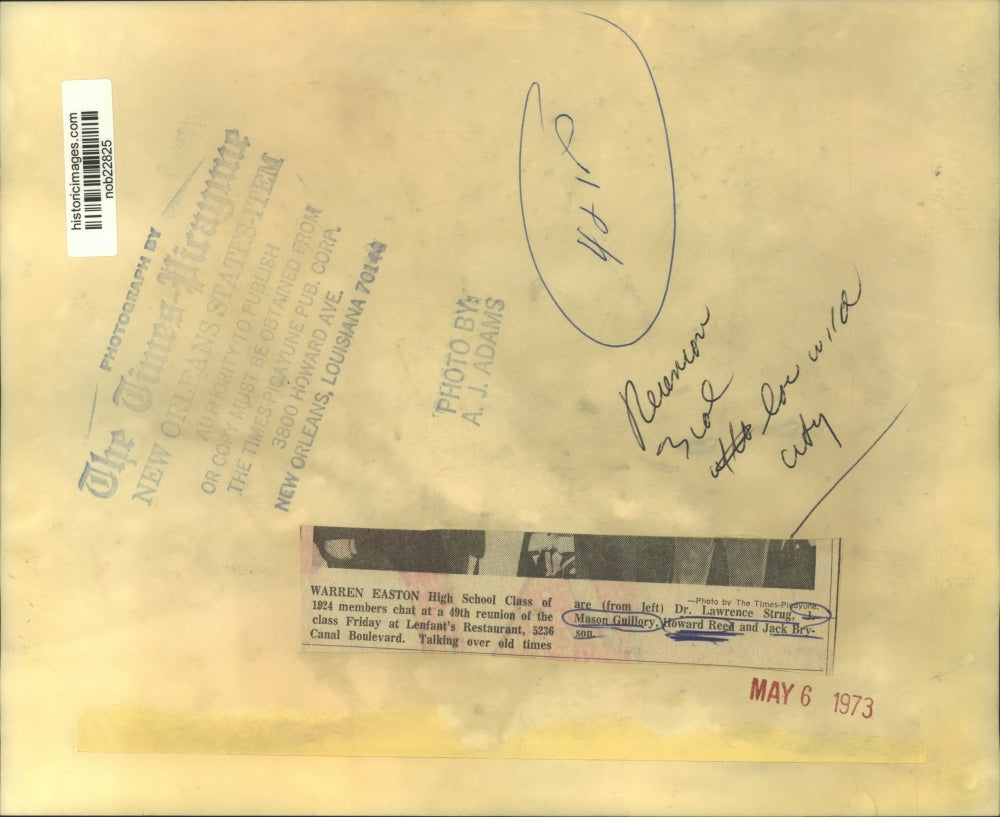 historicimages.com
nob22825
PHOTOGRAPH BY
The Times-Picayune
NEW ORLEANS STATES-ITEM
AUTHORITY TO PUBLISH
OR COPY MUST BE OBTAINED FROM
THE TIMES-PICAYUNE PUB. CORP.
3800 HOWARD AVE.
NEW ORLEANS, LOUISIANA 70140
PHOTO BY:
A. J. ADAMS
3 col
city
—Photo by The Times-Picayune.
WARREN EASTON High School Class of
1924 members chat at a 49th reunion of the
class Friday at Lenfant's Restaurant, 5236
Canal Boulevard. Talking over old times
are (from left) Dr. Lawrence Strug, J.
Mason Guillory, Howard Reed and Jack Bry-
son.
MAY 6 1973